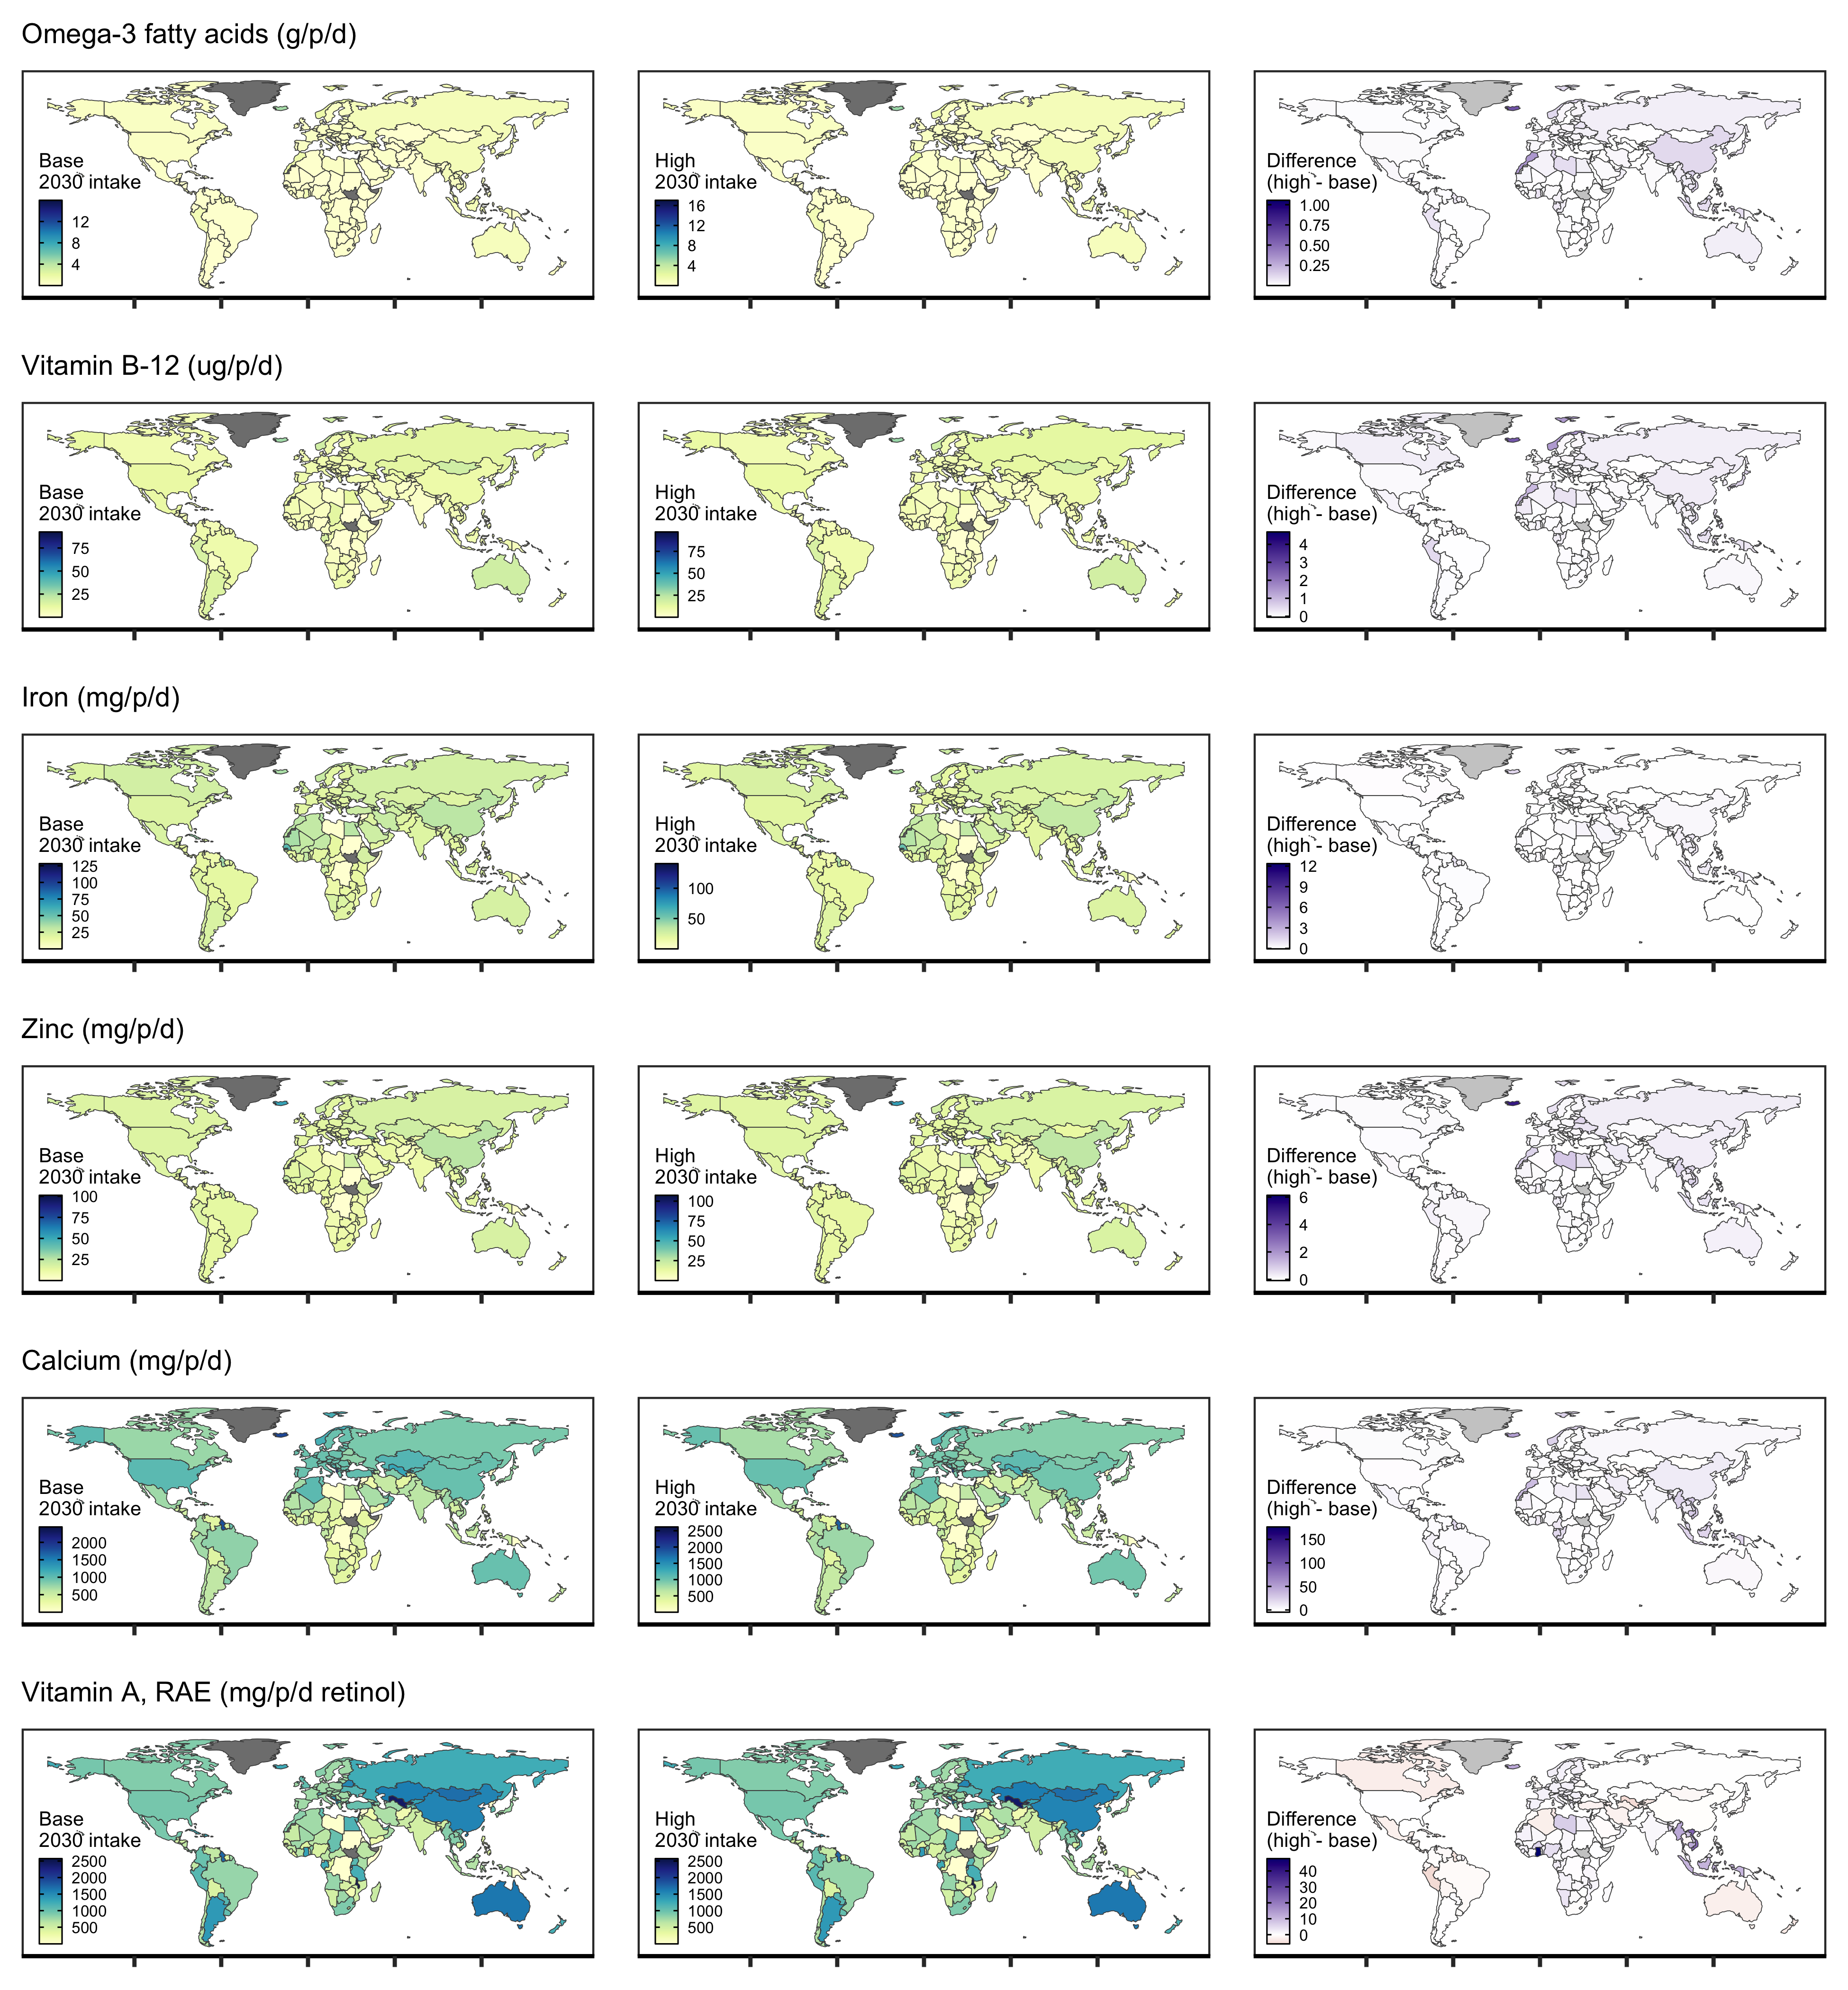 Omega-3 fatty acids (g/p/d)
Base
2030 intake
12
8
4
High
2030 intake
16
12
8
4
Difference
(high - base)
1.00
0.75
0.50
0.25
Vitamin B-12 (ug/p/d)
Base
2030 intake
75
50
25
High
2030 intake
75
50
25
Difference
(high - base)
4
3
2
1
0
Iron (mg/p/d)
Base
2030 intake
125
100
75
50
25
High
2030 intake
100
50
Difference
(high - base)
12
9
6
3
0
Zinc (mg/p/d)
Base
2030 intake
100
75
50
25
High
2030 intake
100
75
50
25
Difference
(high - base)
6
4
2
0
Calcium (mg/p/d)
Base
2030 intake
2000
1500
1000
500
High
2030 intake
2500
2000
1500
1000
500
Difference
(high - base)
150
100
50
0
Vitamin A, RAE (mg/p/d retinol)
Base
2030 intake
2500
2000
1500
1000
500
High
2030 intake
2500
2000
1500
1000
500
Difference
(high - base)
40
30
20
10
0